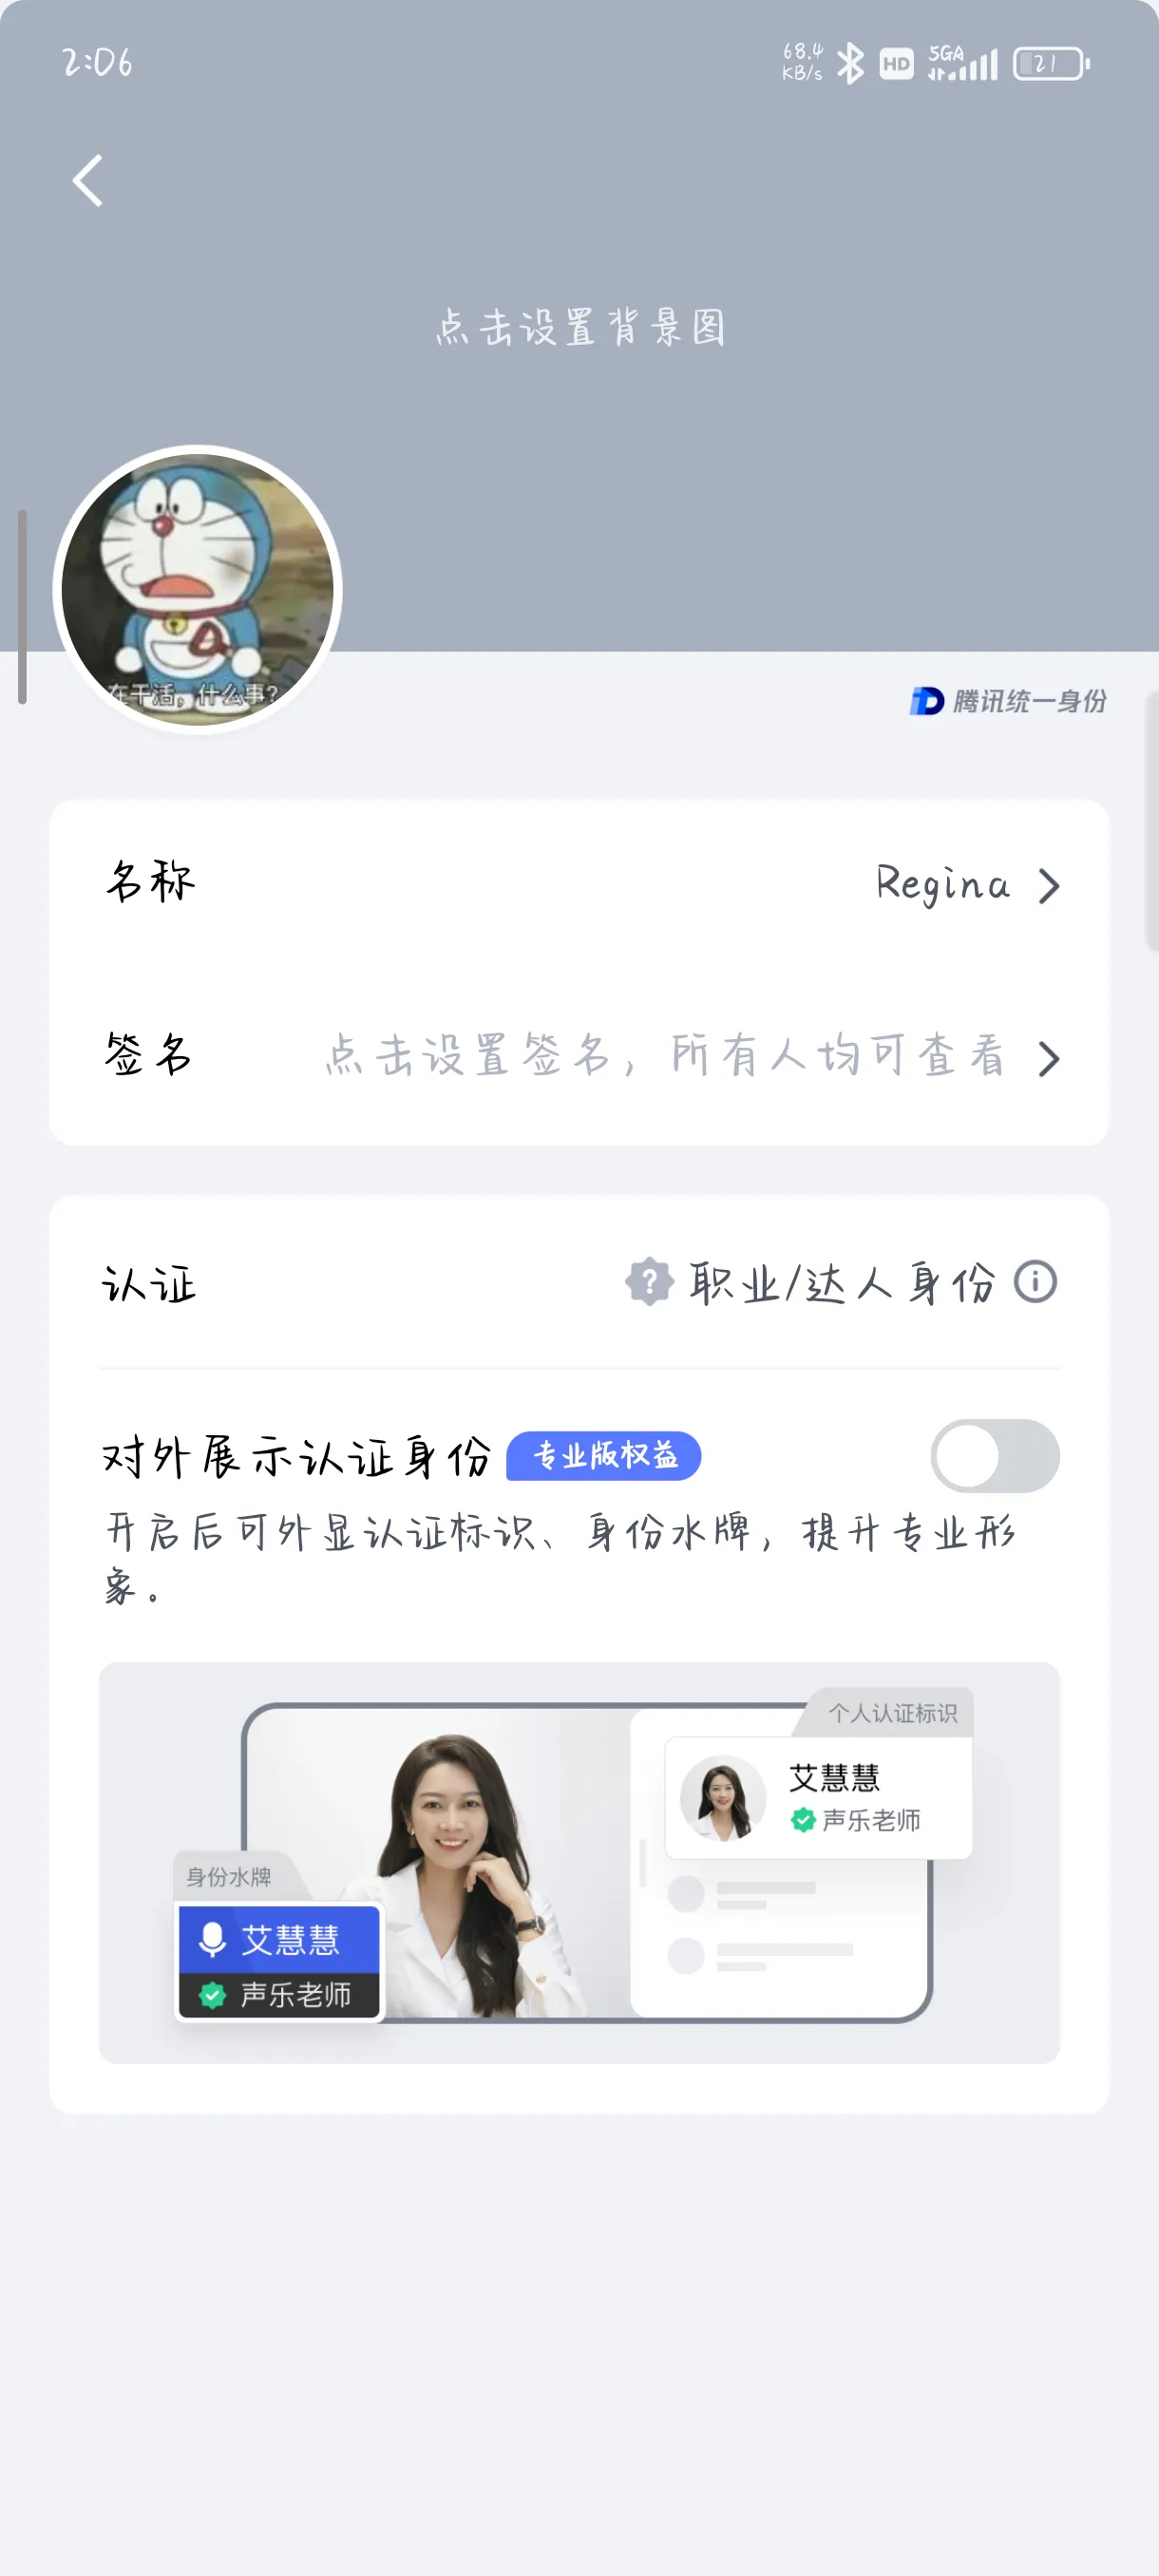 2:06
68.4
KB/s
HD
5GA
21
点击设置背景图
在干活，什么事?
腾讯统一身份
名称
Regina
签名
点击设置签名，所有人均可查看
认证
职业/达人身份
对外展示认证身份
专业版权益
开启后可外显认证标识、身份水牌，提升专业形
象。
个人认证标识
艾慧慧
声乐老师
身份水牌
艾慧慧
声乐老师